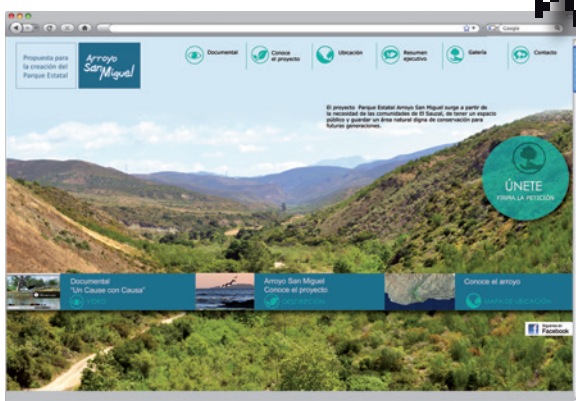 Google
Propuesta para
la creación del
Parque Estatal
Arroyo
San Miguel
Documental
Conoce
el proyecto
Ubicación
Resumen
ejecutivo
Galería
Contacto
El proyecto Parque Estatal Arroyo San Miguel surge a partir de
la necesidad de las comunidades de El Sauzal, de tener un espacio
público y guardar un área natural digna de conservación para
futuras generaciones.
ÚNETE
FIRMA LA PETICIÓN
Documental
"Un Cause con Causa"
VIDEO
Arroyo San Miguel
Conoce el proyecto
DESCRIPCIÓN
Conoce el arroyo
MAPA DE UBICACIÓN
Síguenos en
Facebook